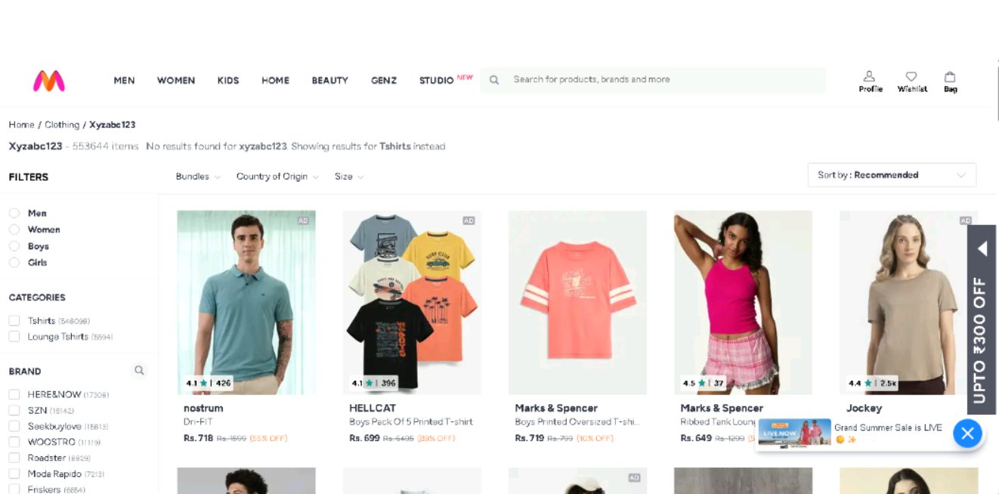 MEN WOMEN KIDS HOME BEAUTY GENZ STUDIO NEW Search for products, brands and more
Profile Wishlist Bag
Home / Clothing / Xyzabc123
Xyzabc123 - 553644 items No results found for xyzabc123. Showing results for Tshirts instead
FILTERS Bundles Country of Origin Size Sort by : Recommended
Men
Women
Boys
Girls
CATEGORIES
Tshirts (548098)
Lounge Tshirts (5594)
BRAND
HERE&NOW (17308)
SZN (16142)
Seekbuylove (15813)
WOOSTRO (11119)
Roadster (8829)
Moda Rapido (7213)
Friskers (6854)
AD
4.1 | 426
nostrum
Dri-FIT
Rs. 718 Rs. 1599 (55% OFF)
AD
SURF CLUB
4.1 | 396
HELLCAT
Boys Pack Of 5 Printed T-shirt
Rs. 699 Rs. 6495 (89% OFF)
Marks & Spencer
Boys Printed Oversized T-shi...
Rs. 719 Rs. 799 (10% OFF)
4.5 | 37
Marks & Spencer
Ribbed Tank Loung
Rs. 649 Rs. 1299 (5
AD
4.4 | 2.5k
Jockey
UPTO ₹300 OFF
LIVE NOW
Grand Summer Sale is LIVE
AD